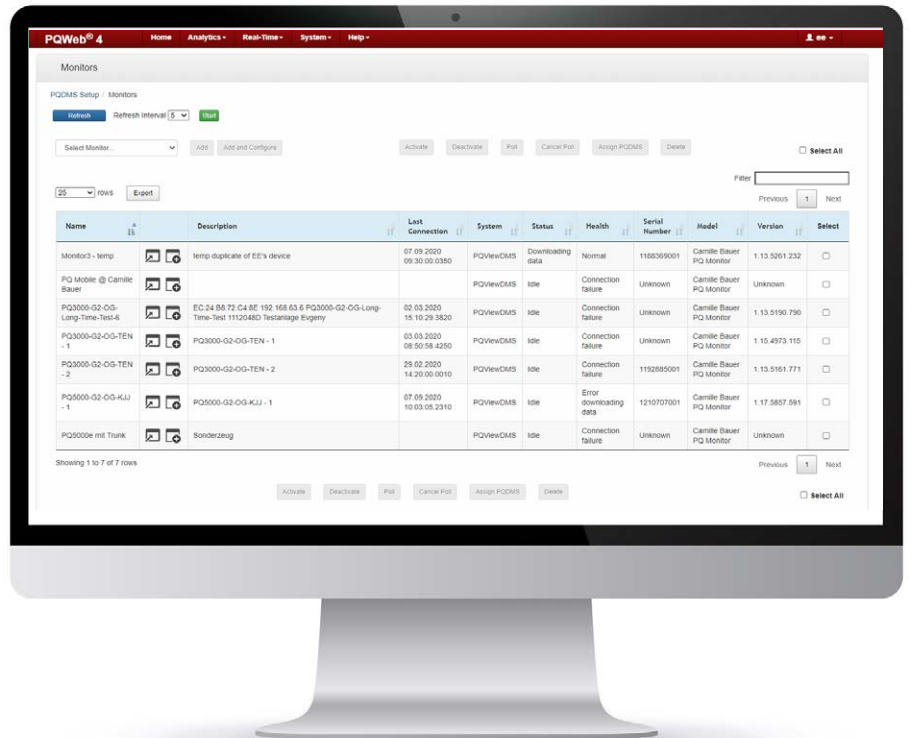 PQWeb® 4 Home Analytics Real-Time System Help ee
Monitors
PQDMS Setup / Monitors
Refresh Refresh Interval 5 Start
Select Monitor... Add Add and Configure Activate Deactivate Poll Cancel Poll Assign PQDMS Delete Select All
Filter
25 rows Export Previous 1 Next
Name Description Last System Status Health Serial Model Version Select
Connection Number
Monitor3 - temp temp duplicate of EE's device 07.09.2020 PQViewDMS Downloading Normal 1188369001 Camille Bauer 1.13.5261.232
09:30:00.0350 data PQ Monitor
PQ Mobile @ Camille PQViewDMS Idle Connection Unknown Camille Bauer Unknown
Bauer failure PQ Monitor
PQ3000-G2-OG- EC:24:B8:72:C4:8E 192.168.63.6 PQ3000-G2-OG-Long- 02.03.2020 PQViewDMS Idle Connection Unknown Camille Bauer 1.13.5190.790
Long-Time-Test-6 Time-Test 1112048D Testanlage Evgeny 15:10:29.3820 failure PQ Monitor
PQ3000-G2-OG-TEN PQ3000-G2-OG-TEN - 1 03.03.2020 PQViewDMS Idle Connection Unknown Camille Bauer 1.15.4973.115
- 1 08:50:58.4250 failure PQ Monitor
PQ3000-G2-OG-TEN PQ3000-G2-OG-TEN - 2 29.02.2020 PQViewDMS Idle Connection 1192885001 Camille Bauer 1.13.5161.771
- 2 14:20:00.0010 failure PQ Monitor
PQ5000-G2-OG-KJJ PQ5000-G2-OG-KJJ - 1 07.09.2020 PQViewDMS Idle Error downloading data 1210707001 Camille Bauer 1.17.5857.591
- 1 10:03:05.2310 PQ Monitor
PQ5000e mit Trunk Sonderzeug PQViewDMS Idle Connection Unknown Camille Bauer Unknown
failure PQ Monitor
Showing 1 to 7 of 7 rows Previous 1 Next
Activate Deactivate Poll Cancel Poll Assign PQDMS Delete Select All